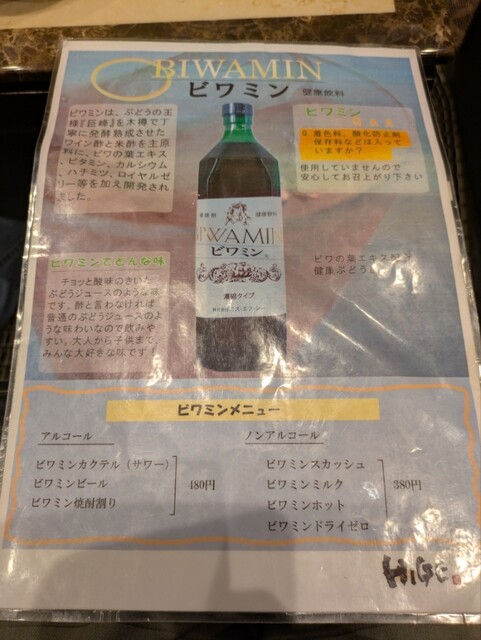 BIWAMIN
ビワミン 健康飲料
ビワミンは、ぶどうの王
様『巨峰』を木樽で丁
寧に発酵熟成させた
ワイン酢と米酢を主原
料に、ビワの葉エキス
、ビタミン、カルシウム
、ハチミツ、ロイヤルゼ
リー等を加え開発され
ました。
ビワミン
Q&A
Q.着色料、酸化防止剤
保存料などは入って
いますか?
使用していませんので
安心してお召上がり下さい
健康飲料
BIWAMIN
ビワミン
濃縮タイプ
ビワミンてどんな味
チョッと酸味のきいた
ぶどうジュースのような味
です。酢と言わなければ
普通のぶどうジュースの
ような味わいなので飲みや
すい。大人から子供まで、
みんな大好きな味です!
ビワの葉エキス
健康ぶどう
ビワミンメニュー
アルコール
ビワミンカクテル(サワー)
ビワミンビール
ビワミン焼酎割り
480円
ノンアルコール
ビワミンスカッシュ
ビワミンミルク
ビワミンホット
ビワミンドライゼロ
380円